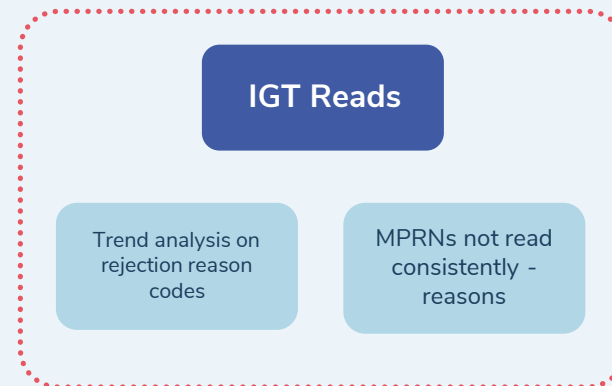 IGT Reads
Trend analysis on
rejection reason
codes
MPRNs not read
consistently -
reasons